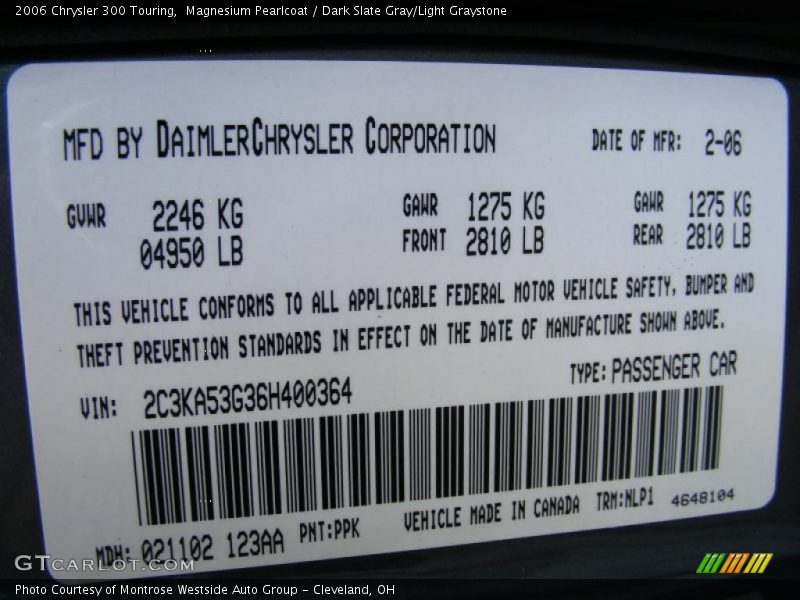 2006 Chrysler 300 Touring,  Magnesium Pearlcoat / Dark Slate Gray/Light Graystone
MFD BY DAIMLERCHRYSLER CORPORATION DATE OF MFR: 2-06
GVWR 2246 KG GAWR 1275 KG GAWR 1275 KG
04950 LB FRONT 2810 LB REAR 2810 LB
THIS VEHICLE CONFORMS TO ALL APPLICABLE FEDERAL MOTOR VEHICLE SAFETY, BUMPER AND
THEFT PREVENTION STANDARDS IN EFFECT ON THE DATE OF MANUFACTURE SHOWN ABOVE.
VIN: 2C3KA53G36H400364 TYPE: PASSENGER CAR
MDH: 021102 123AA PNT:PPK VEHICLE MADE IN CANADA TRM:NLP1 4648104
GTCARLOT.COM
Photo Courtesy of Montrose Westside Auto Group - Cleveland, OH